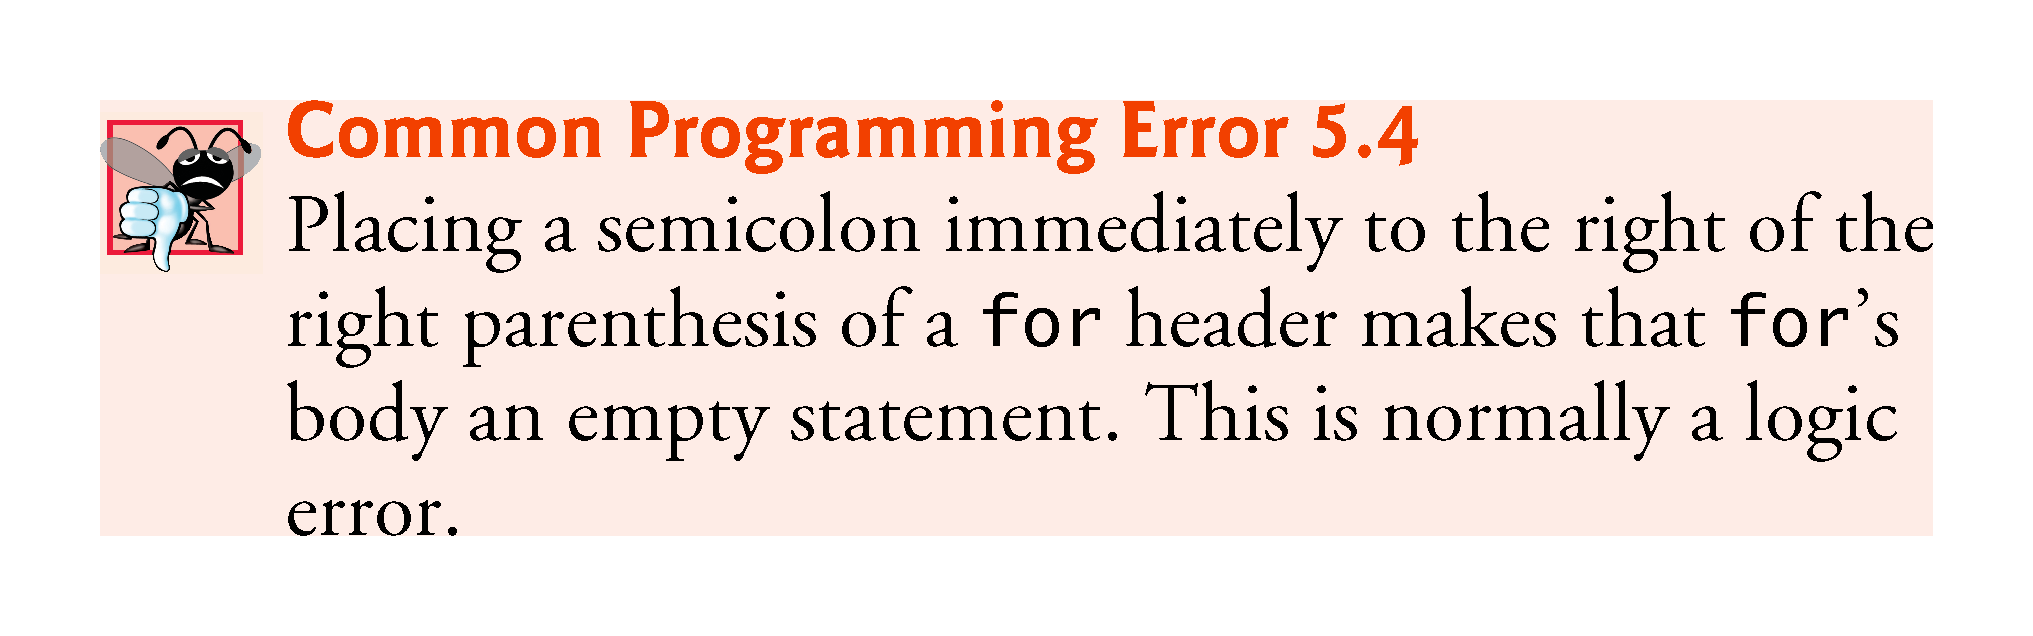 Common Programming Error 5.4
Placing a semicolon immediately to the right of the
right parenthesis of a for header makes that for’s
body an empty statement. This is normally a logic
error.